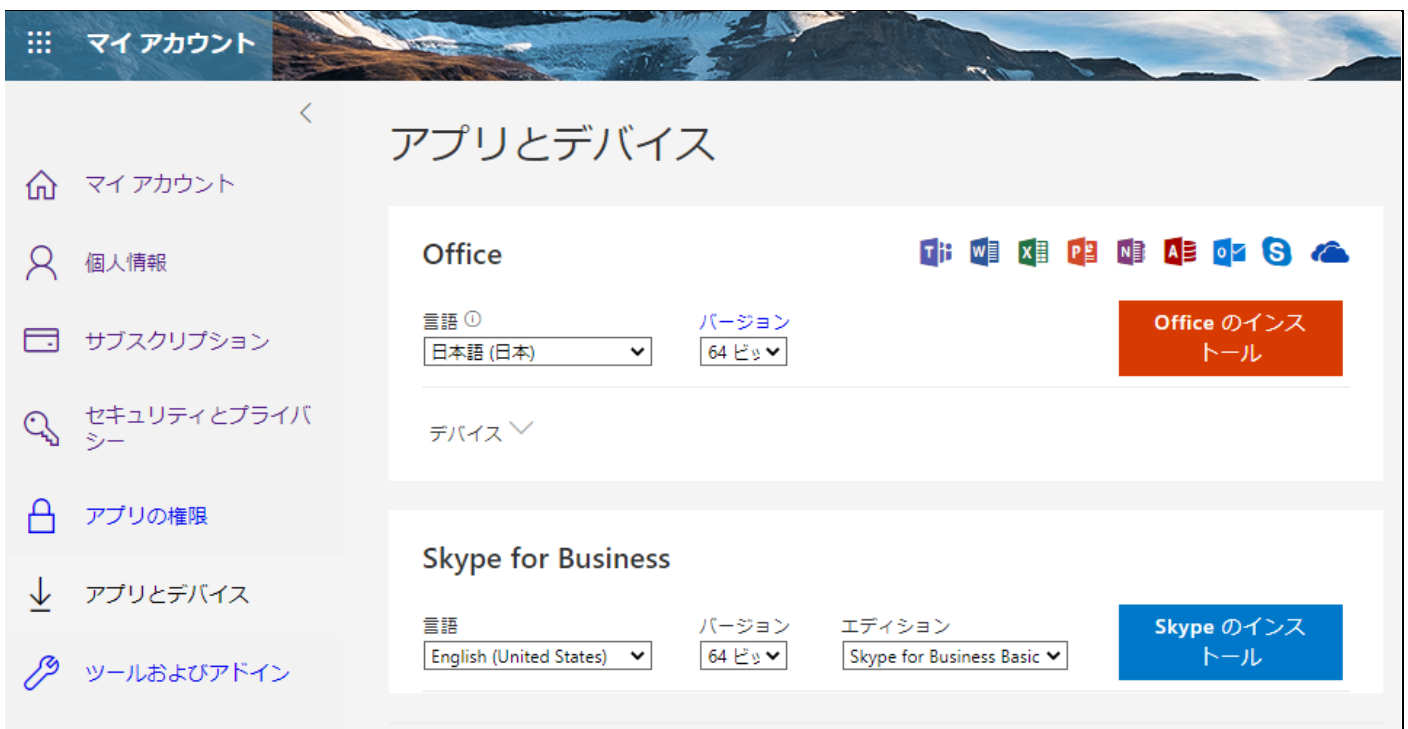 マイ アカウント
アプリとデバイス
マイ アカウント
個人情報
サブスクリプション
セキュリティとプライバ
シー
アプリの権限
アプリとデバイス
ツールおよびアドイン
Office
言語
バージョン
日本語 (日本)
64 ビッ
Office のインス
トール
デバイス
Skype for Business
言語
バージョン
エディション
English (United States)
64 ビッ
Skype for Business Basic
Skype のインス
トール